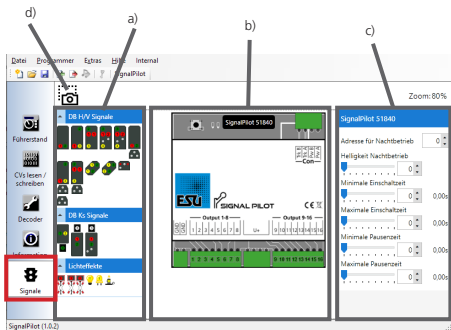 d)
a)
b)
c)
Datei Programmer Extras Hilfe Internal
SignalPilot
Zoom: 80%
Führerstand
CVs lesen /
schreiben
Decoder
Information
Signale
DB H/V Signale
DB Ks Signale
Lichteffekte
SignalPilot 51840
Con
ESU SIGNAL PILOT
Output 1-8 Output 9-16
1 2 3 4 5 6 7 8 U+ 9 10 11 12 13 14 15 16
SignalPilot 51840
Adresse für Nachtbetrieb 0
Helligkeit Nachtbetrieb
0
Minimale Einschaltzeit
0 0,00s
Maximale Einschaltzeit
0 0,00s
Minimale Pausenzeit
0 0,00s
Maximale Pausenzeit
0 0,00s
SignalPilot (1.0.2)